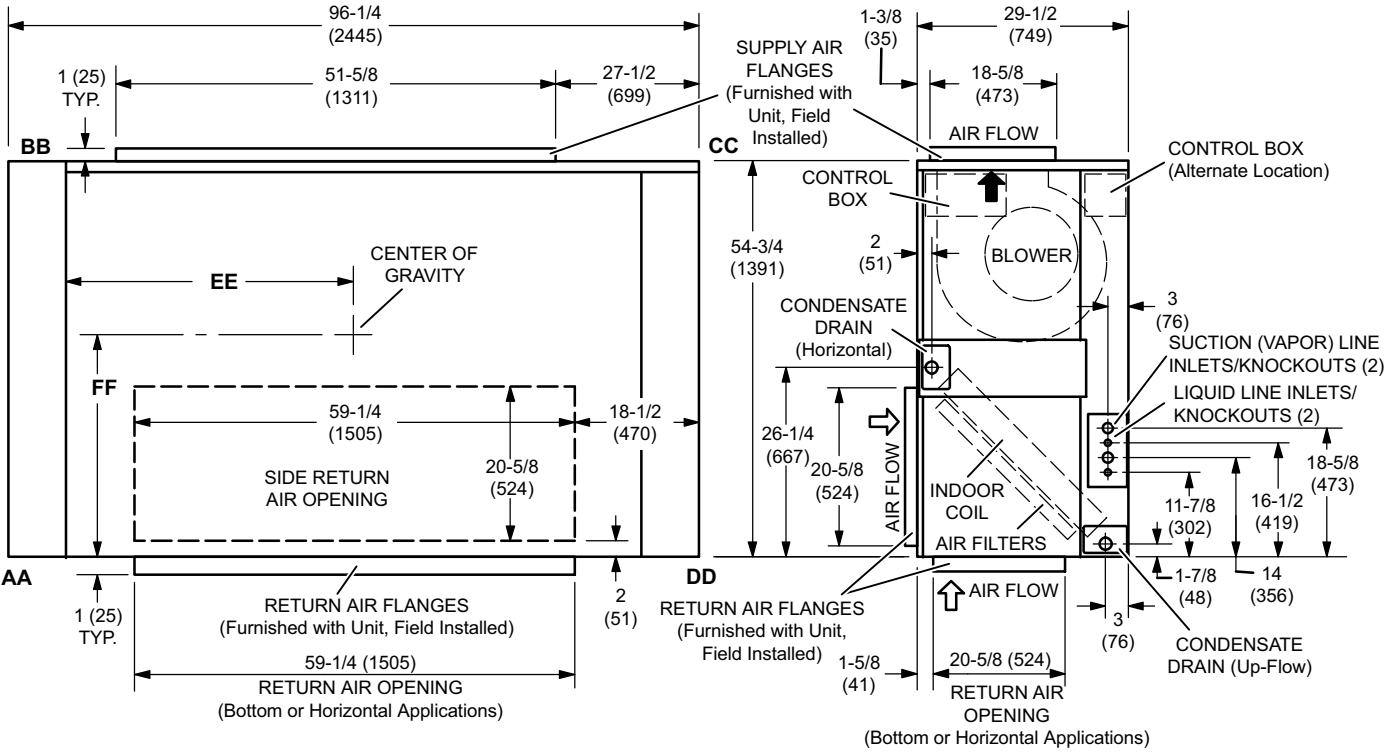 96-1/4
(2445)
1 (25)
TYP.
51-5/8
(1311)
27-1/2
(699)
SUPPLY AIR
FLANGES
(Furnished with
Unit, Field
Installed)
BB
EE
CENTER OF
GRAVITY
FF
59-1/4
(1505)
18-1/2
(470)
SIDE RETURN
AIR OPENING
20-5/8
(524)
AA
1 (25)
TYP.
RETURN AIR FLANGES
(Furnished with Unit, Field Installed)
2
(51)
59-1/4 (1505)
RETURN AIR OPENING
(Bottom or Horizontal Applications)
DD
1-3/8
(35)
29-1/2
(749)
18-5/8
(473)
AIR FLOW
CC
CONTROL
BOX
CONTROL BOX
(Alternate Location)
54-3/4
(1391)
2
(51)
BLOWER
CONDENSATE
DRAIN
(Horizontal)
3
(76)
SUCTION (VAPOR) LINE
INLETS/KNOCKOUTS (2)
LIQUID LINE INLETS/
KNOCKOUTS (2)
26-1/4
(667)
20-5/8
(524)
AIR FLOW
INDOOR
COIL
AIR FILTERS
18-5/8
(473)
16-1/2
(419)
11-7/8
(302)
14
(356)
1-7/8
(48)
3
(76)
AIR FLOW
RETURN AIR FLANGES
(Furnished with Unit,
Field Installed)
CONDENSATE
DRAIN (Up-Flow)
1-5/8
(41)
20-5/8 (524)
RETURN AIR
OPENING
(Bottom or Horizontal Applications)